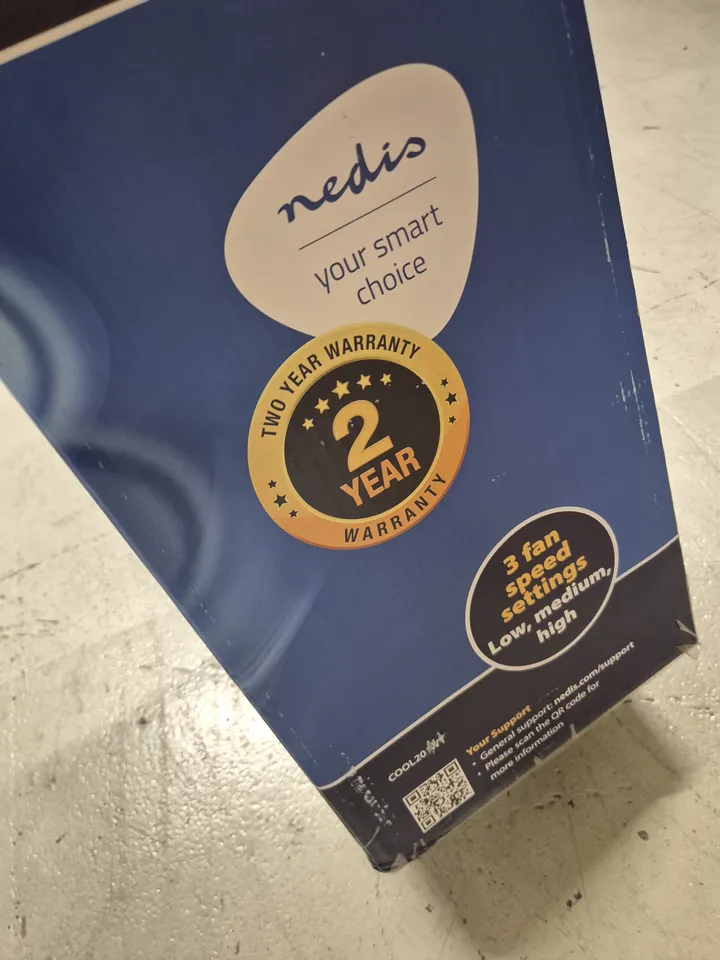 nedis
your smart
choice
TWO YEAR WARRANTY
2
YEAR
WARRANTY
3 fan
speed
settings
Low, medium,
high
COOL20
Your Support
• General support: nedis.com/support
• Please scan the QR code for
more information